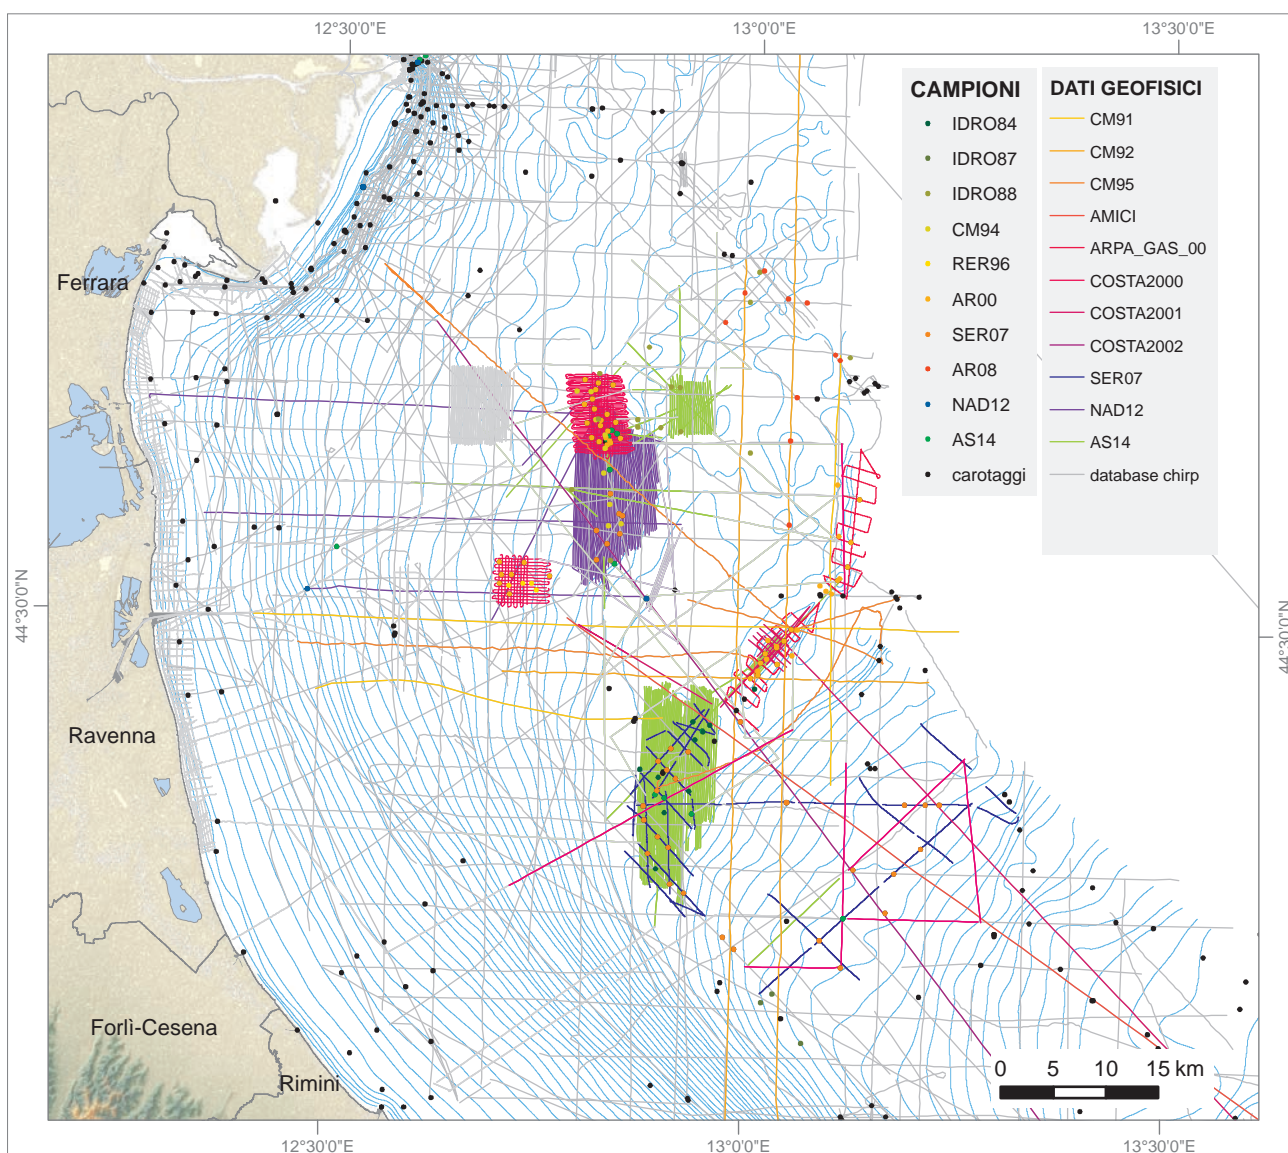 12°30'0"E
13°0'0"E
13°30'0"E
CAMPIONI
IDRO84
IDRO87
IDRO88
CM94
RER96
AR00
SER07
AR08
NAD12
AS14
carotaggi
DATI GEOFISICI
CM91
CM92
CM95
AMICI
ARPA_GAS_00
COSTA2000
COSTA2001
COSTA2002
SER07
NAD12
AS14
database chirp
Ferrara
44°30'0"N
44°30'0"N
Ravenna
Forlì-Cesena
Rimini
0 5 10 15 km
12°30'0"E
13°0'0"E
13°30'0"E